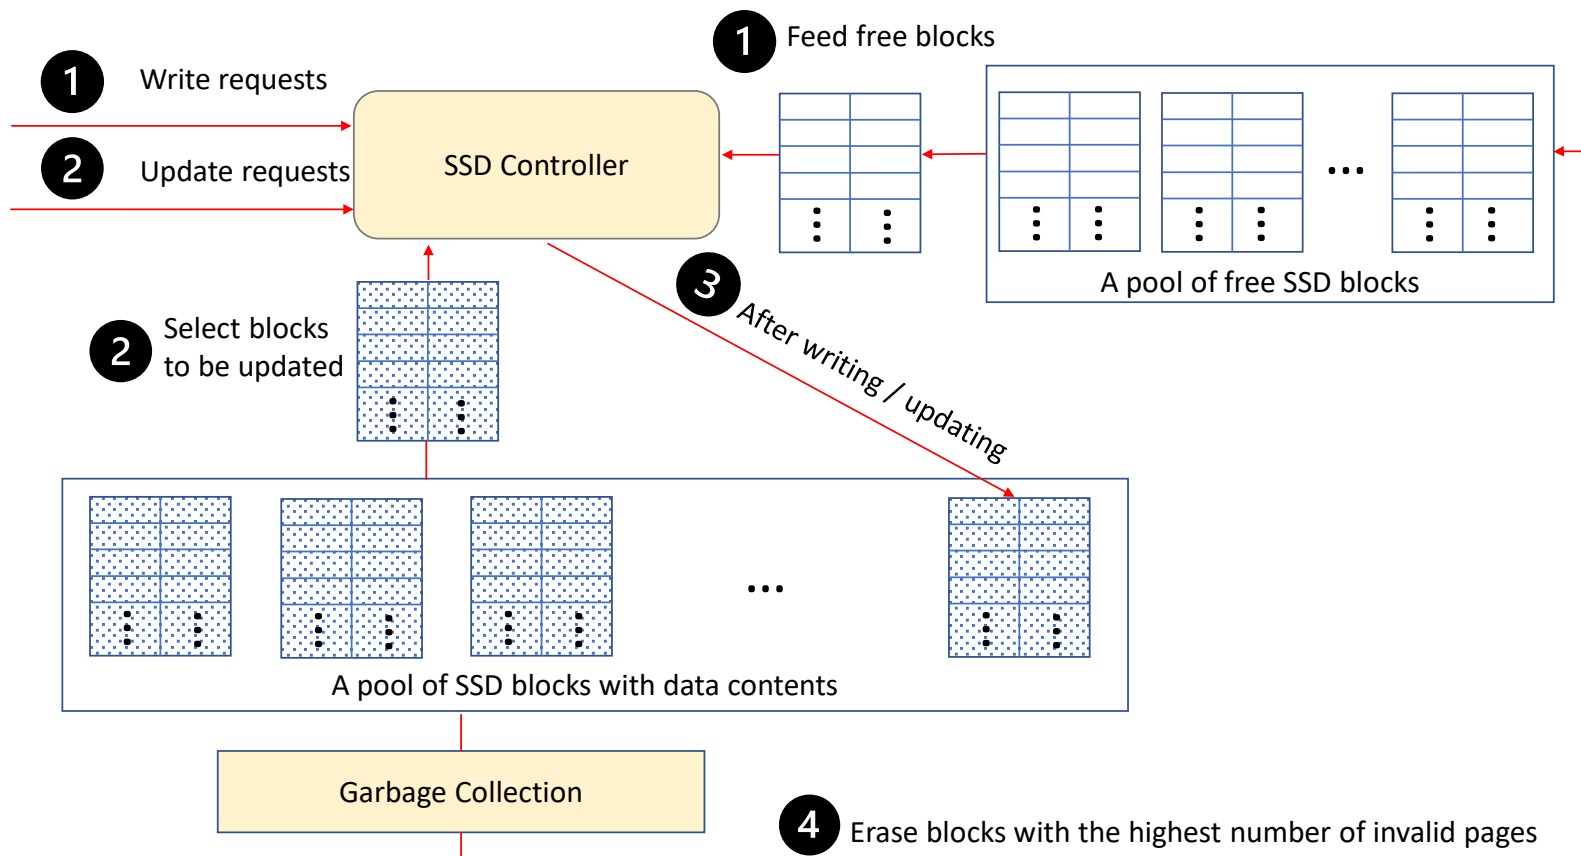 1 Feed free blocks
1 Write requests
2 Update requests
SSD Controller
...
A pool of free SSD blocks
3 After writing / updating
2 Select blocks
to be updated
...
A pool of SSD blocks with data contents
Garbage Collection
4 Erase blocks with the highest number of invalid pages